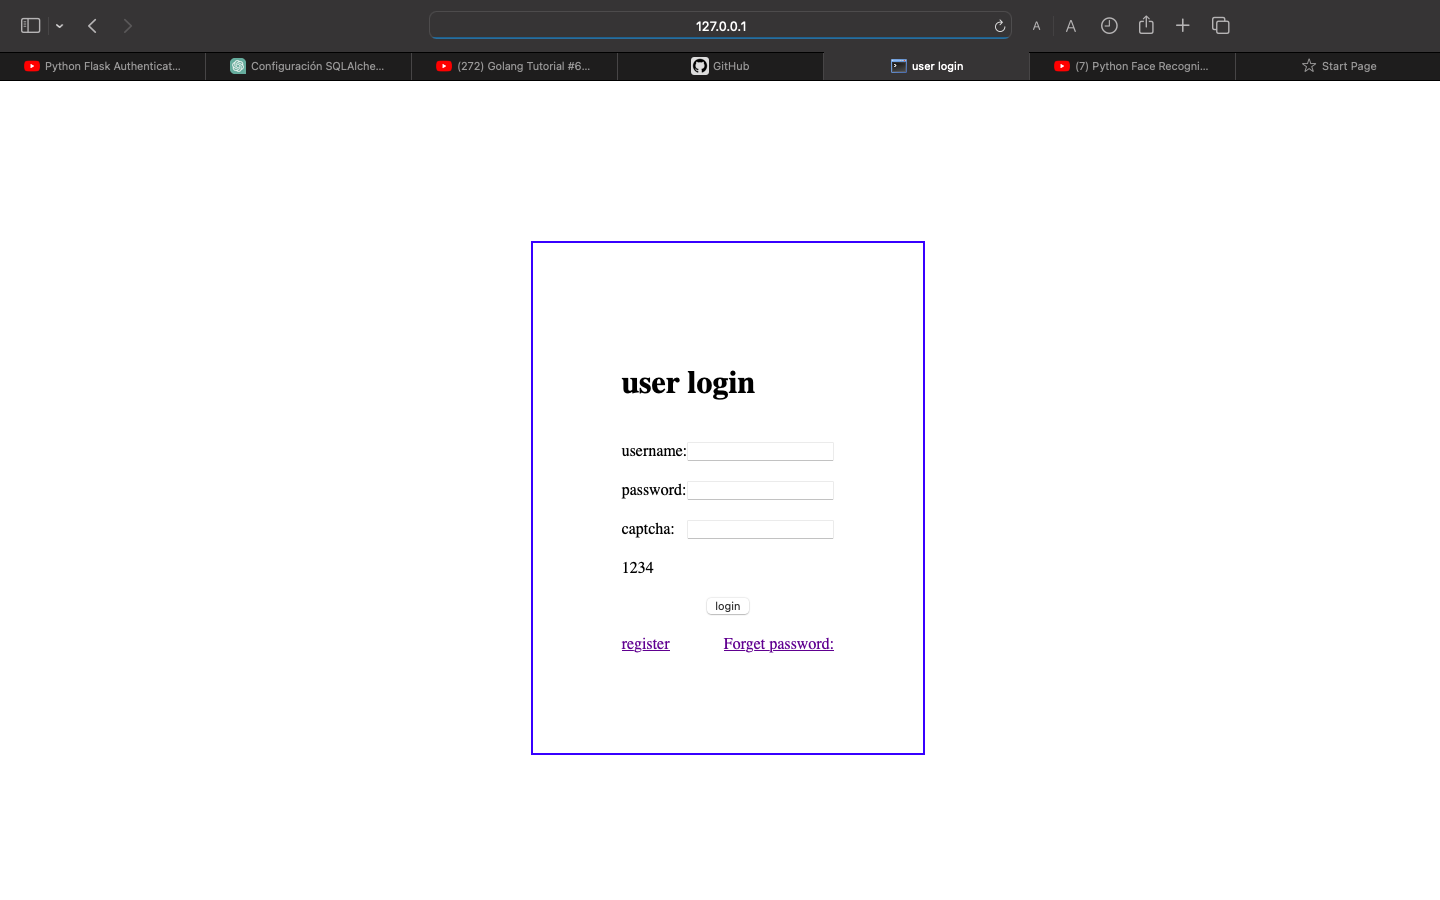 127.0.0.1
A A
Python Flask Authenticat...
Configuración SQLAlche...
(272) Golang Tutorial #6...
GitHub
user login
(7) Python Face Recogni...
Start Page
user login
username:
password:
captcha:
1234
login
register Forget password: